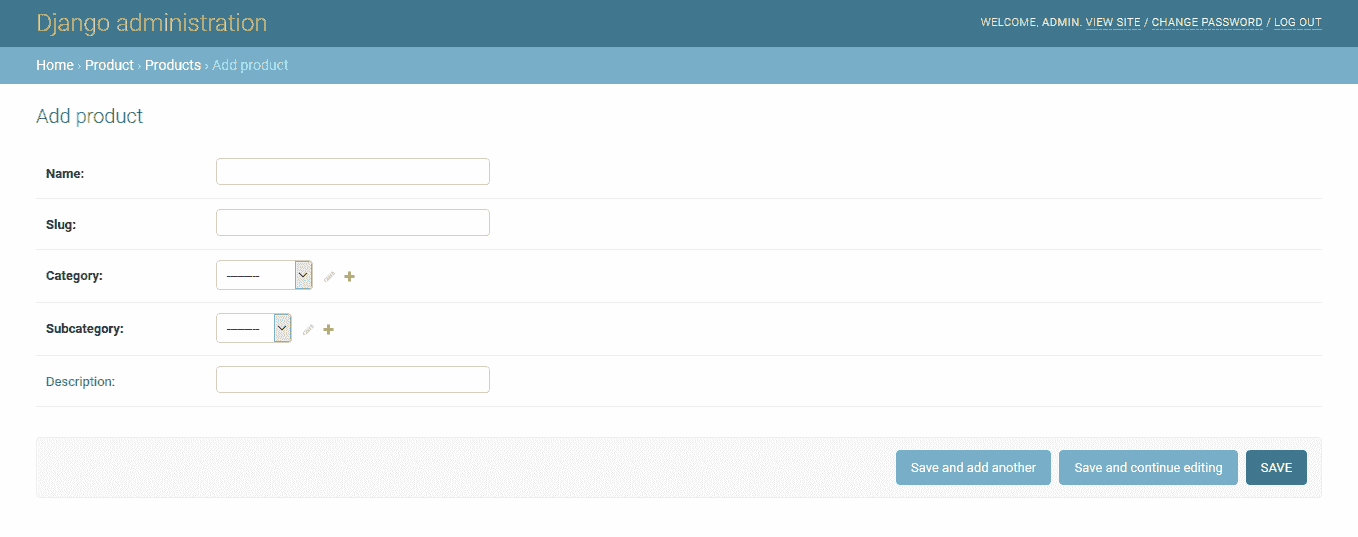 Django administration
WELCOME, ADMIN. VIEW SITE / CHANGE PASSWORD / LOG OUT
Home › Product › Products › Add product
Add product
Name:
Slug:
Category: ---------
Subcategory: ---------
Description:
Save and add another Save and continue editing SAVE